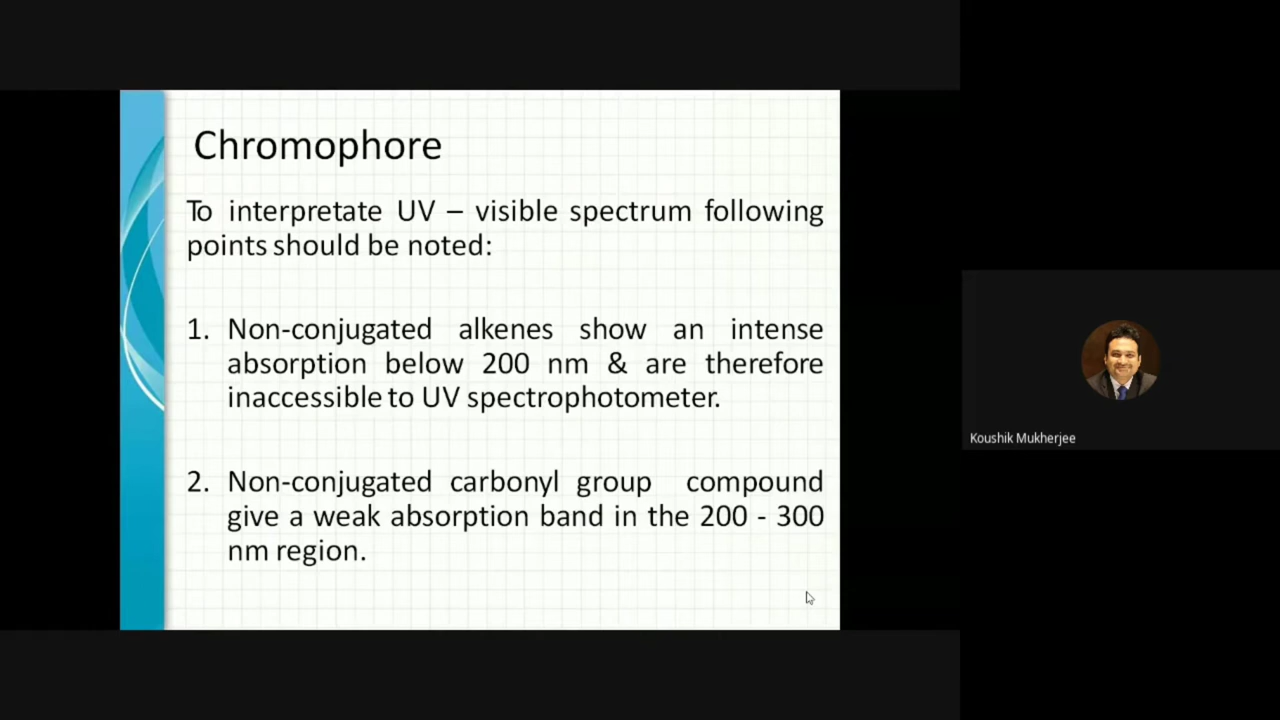 Chromophore
To interpretate UV – visible spectrum following
points should be noted:
1. Non-conjugated alkenes show an intense
absorption below 200 nm & are therefore
inaccessible to UV spectrophotometer.
2. Non-conjugated carbonyl group compound
give a weak absorption band in the 200 - 300
nm region.
Koushik Mukherjee